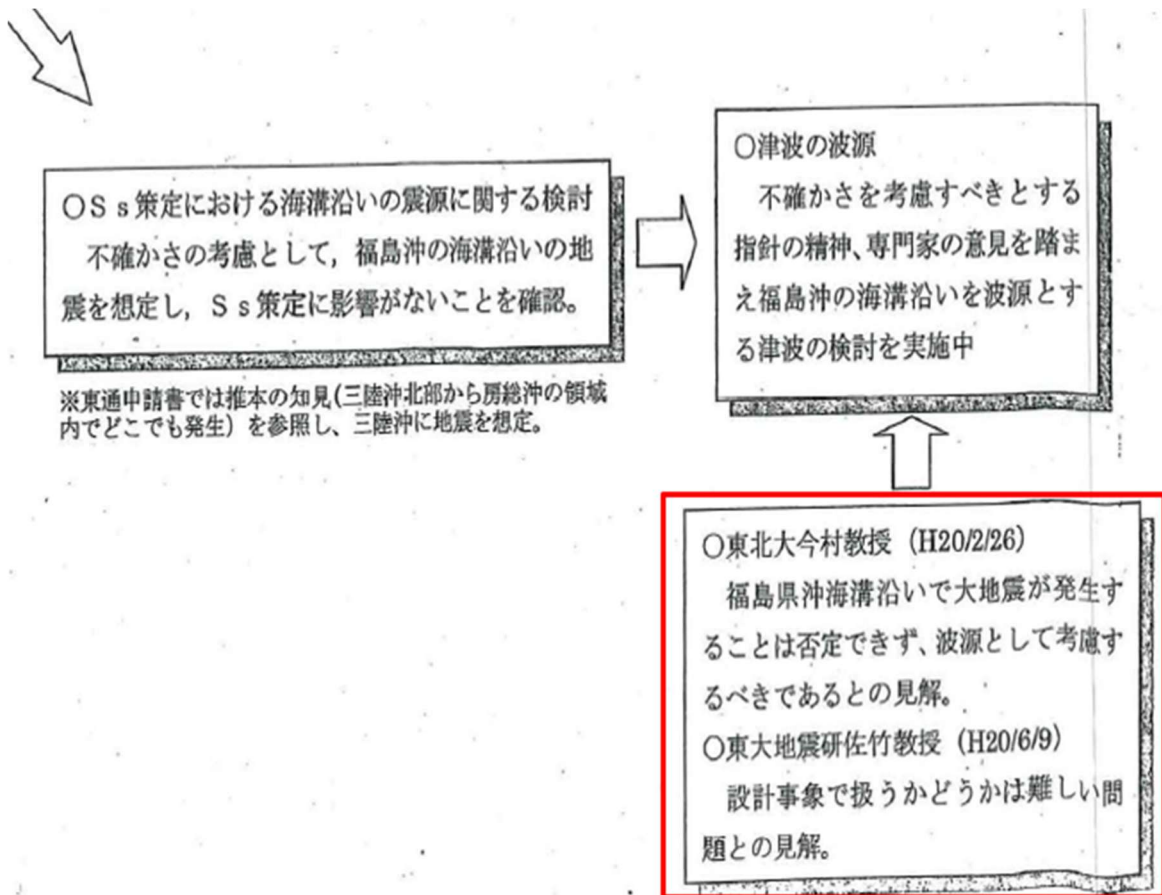 ○Ｓｓ策定における海溝沿いの震源に関する検討
不確かさの考慮として，福島沖の海溝沿いの地
震を想定し，Ｓｓ策定に影響がないことを確認。
※東通申請書では推本の知見(三陸沖北部から房総沖の領域
内でどこでも発生）を参照し、三陸沖に地震を想定。
○津波の波源
不確かさを考慮すべきとする
指針の精神、専門家の意見を踏ま
え福島沖の海溝沿いを波源とす
る津波の検討を実施中
○東北大今村教授（H20/2/26）
福島県沖海溝沿いで大地震が発生す
ることは否定できず、波源として考慮す
るべきであるとの見解。
○東大地震研佐竹教授（H20/6/9）
設計事象で扱うかどうかは難しい問
題との見解。